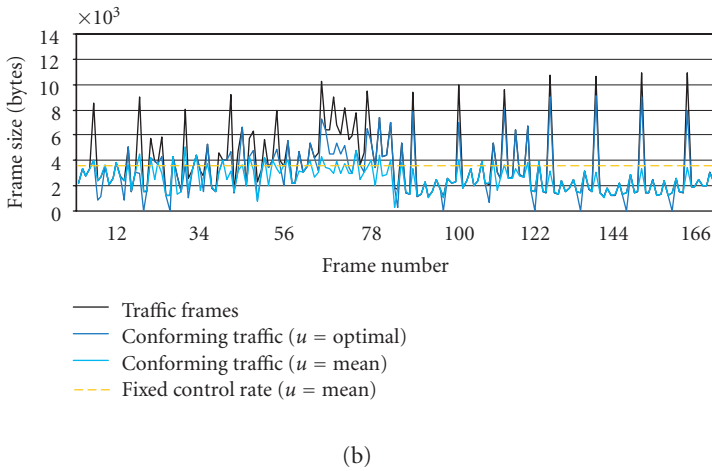 ×10³
14
12
10
8
6
4
2
0
Frame size (bytes)
12 34 56 78 100 122 144 166
Frame number
Traffic frames
Conforming traffic (u = optimal)
Conforming traffic (u = mean)
Fixed control rate (u = mean)
(b)